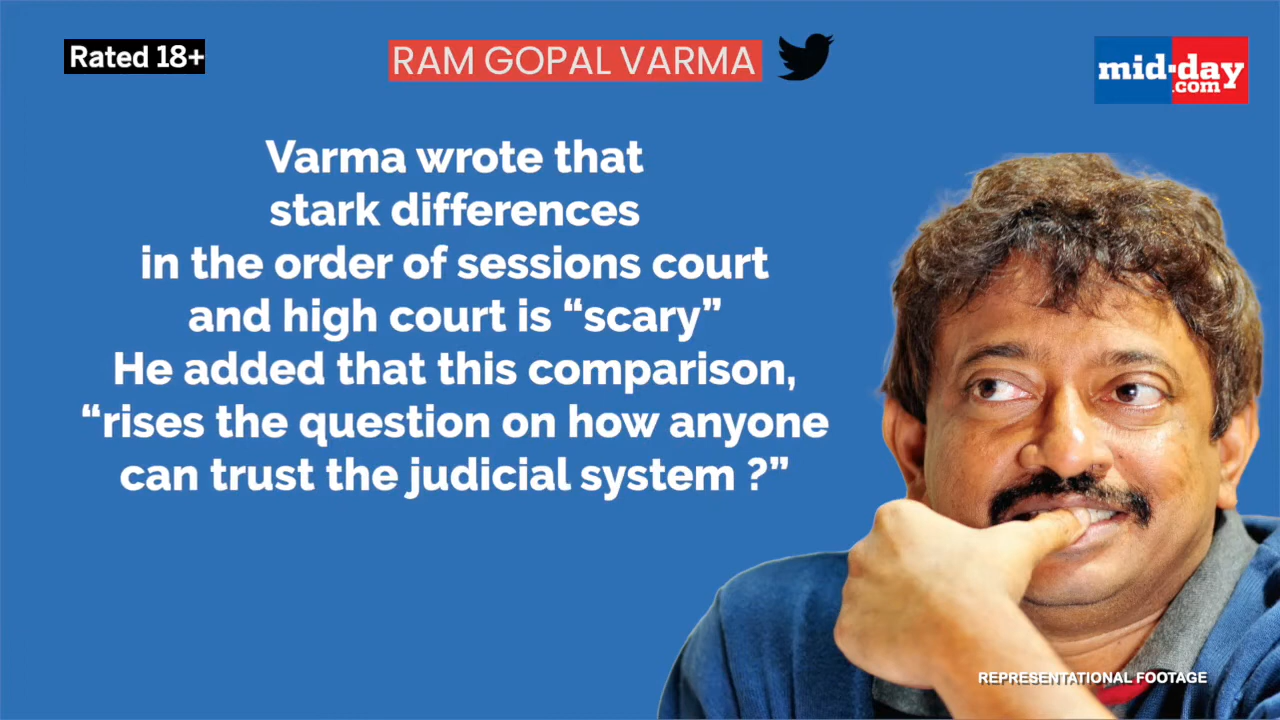 Rated 18+
RAM GOPAL VARMA
mid-day
.com
Varma wrote that
stark differences
in the order of sessions court
and high court is “scary”
He added that this comparison,
“rises the question on how anyone
can trust the judicial system ?”
REPRESENTATIONAL FOOTAGE